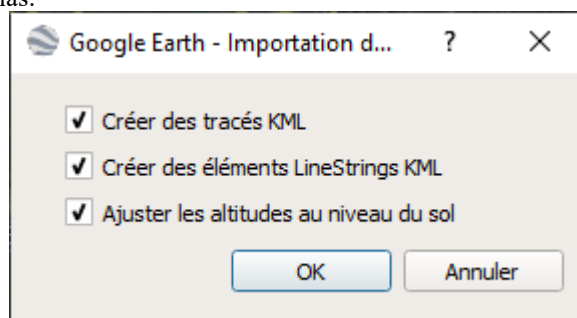 Google Earth - Importation d... ?
Créer des tracés KML
Créer des éléments LineStrings KML
Ajuster les altitudes au niveau du sol
OK Annuler